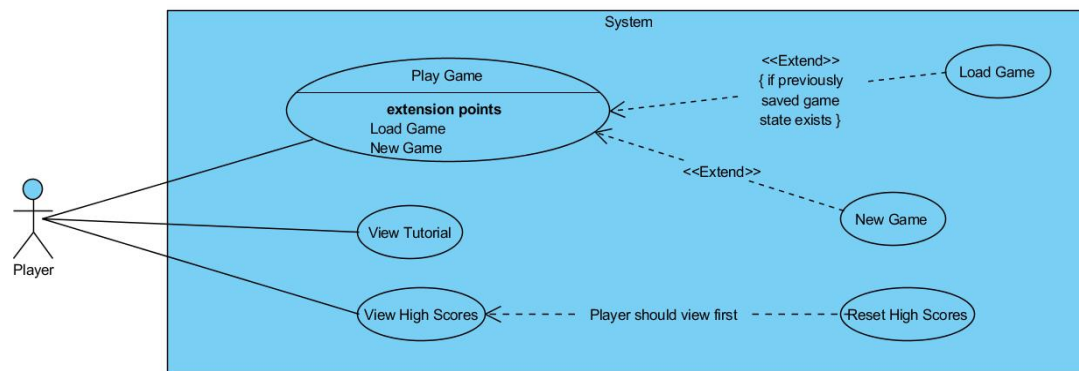 System
Play Game
extension points
Load Game
New Game
<<Extend>>
{ if previously
saved game
state exists }
Load Game
<<Extend>>
New Game
Player
View Tutorial
View High Scores
Player should view first
Reset High Scores